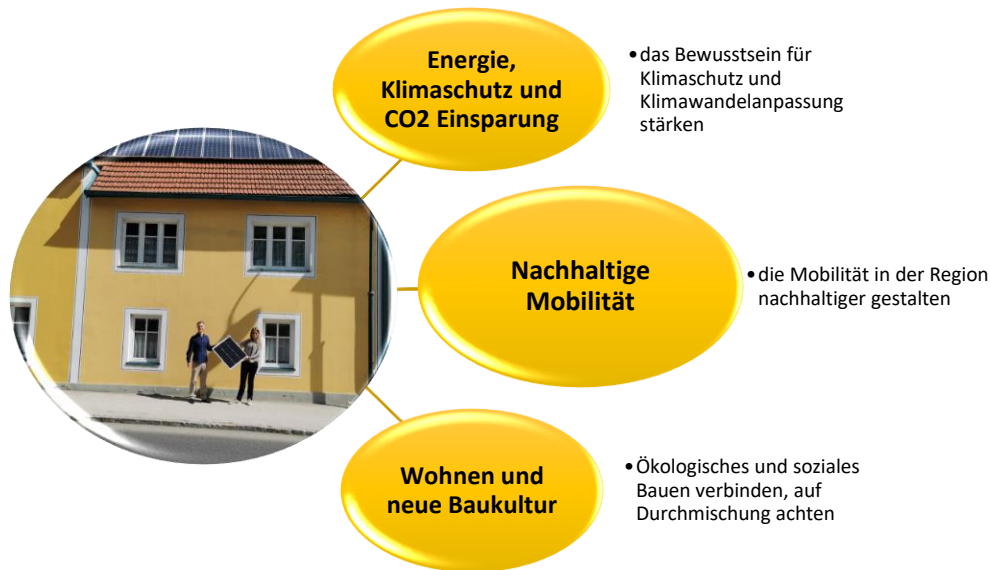 Energie,
Klimaschutz und
CO2 Einsparung
•das Bewusstsein für
Klimaschutz und
Klimawandelanpassung
stärken
Nachhaltige
Mobilität
•die Mobilität in der Region
nachhaltiger gestalten
Wohnen und
neue Baukultur
•Ökologisches und soziales
Bauen verbinden, auf
Durchmischung achten